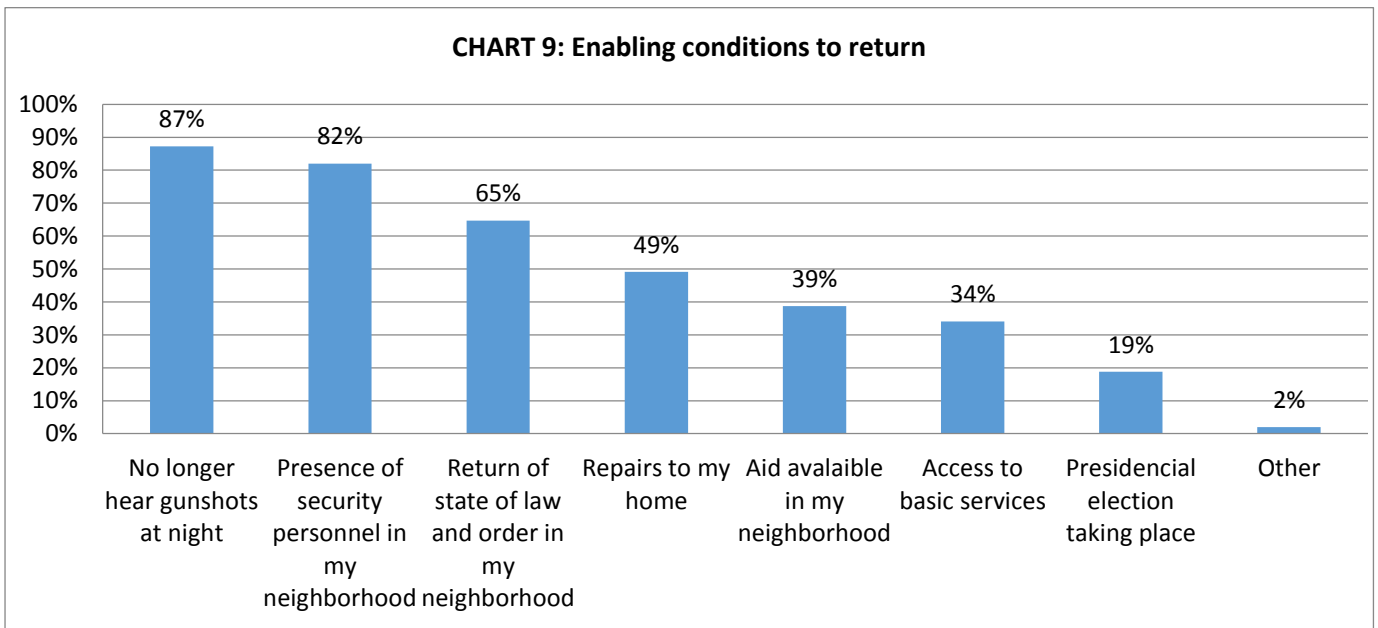 CHART 9: Enabling conditions to return
100%
90%
80%
70%
60%
50%
40%
30%
20%
10%
0%
87%
82%
65%
49%
39%
34%
19%
2%
No longer
hear gunshots
at night
Presence of
security
personnel in
my
neighborhood
Return of
state of law
and order in
my
neighborhood
Repairs to my
home
Aid avalaible
in my
neighborhood
Access to
basic services
Presidencial
election
taking place
Other